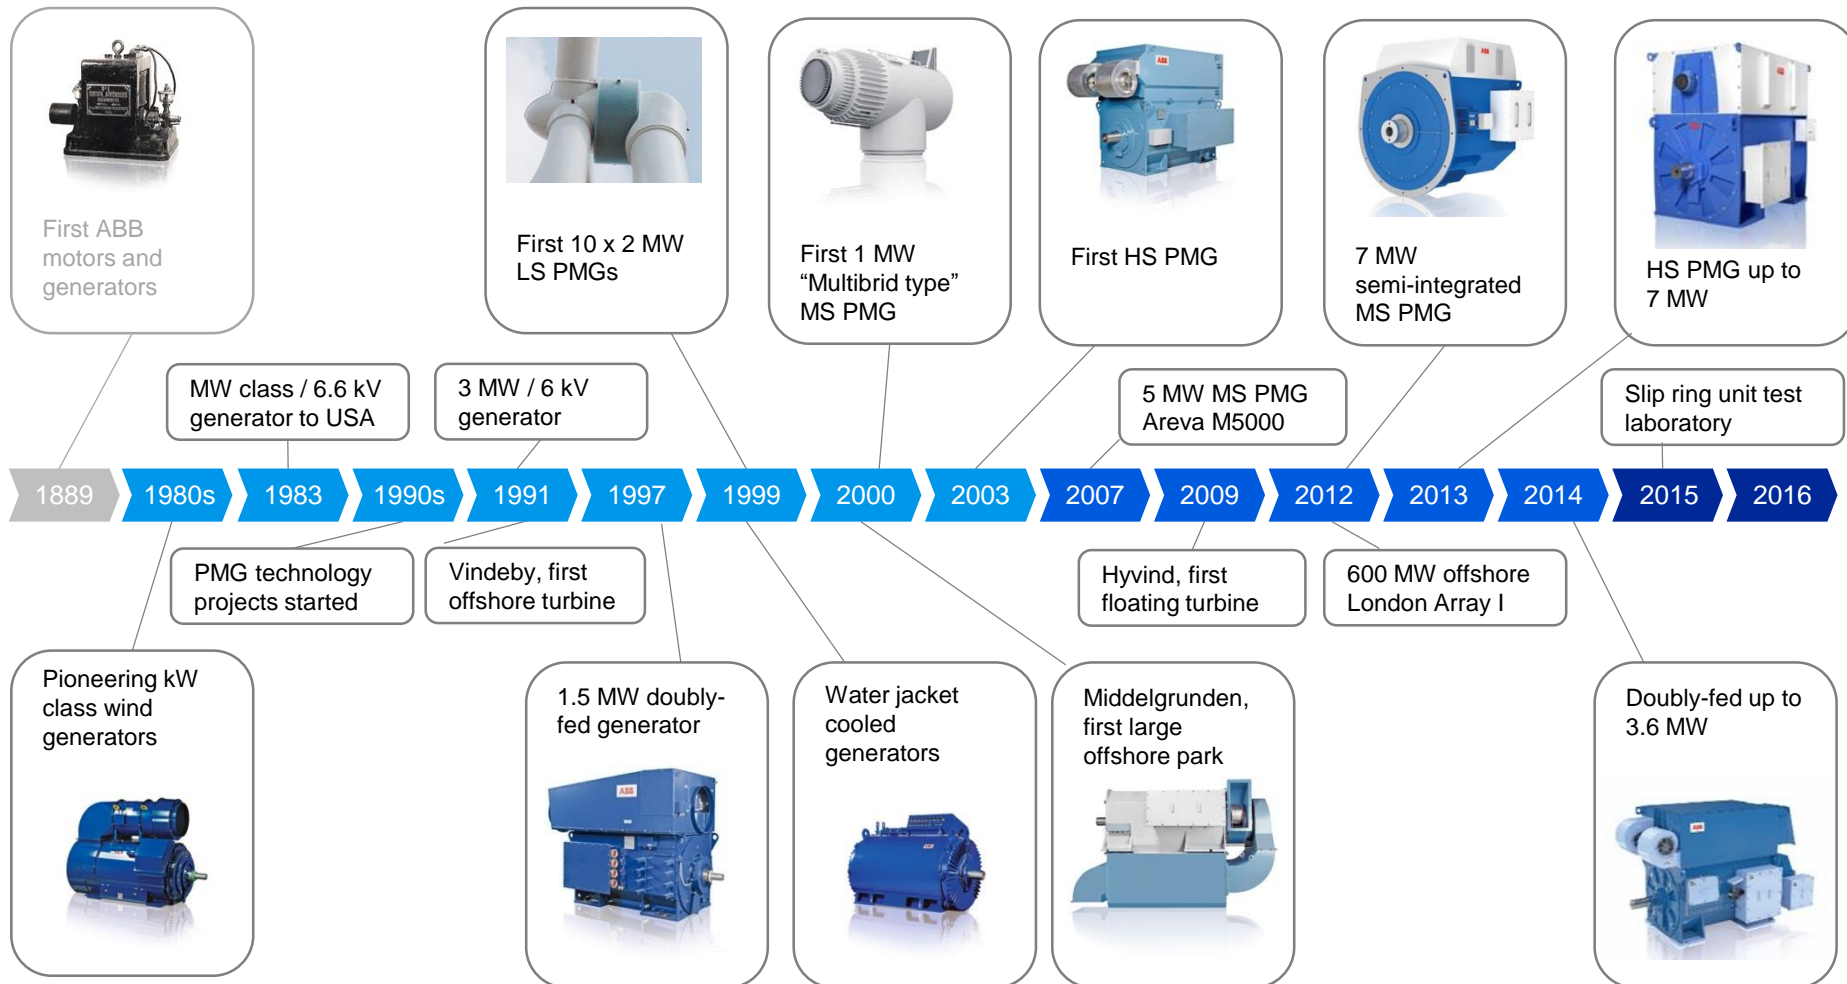 First ABB
motors and
generators
First 10 x 2 MW
LS PMGs
First 1 MW
“Multibrid type”
MS PMG
ABB
First HS PMG
ABB
7 MW
semi-integrated
MS PMG
ABB
HS PMG up to
7 MW
MW class / 6.6 kV
generator to USA
3 MW / 6 kV
generator
5 MW MS PMG
Areva M5000
Slip ring unit test
laboratory
1889
1980s
1983
1990s
1991
1997
1999
2000
2003
2007
2009
2012
2013
2014
2015
2016
PMG technology
projects started
Vindeby, first
offshore turbine
Hyvind, first
floating turbine
600 MW offshore
London Array I
Pioneering kW
class wind
generators
1.5 MW doubly-
fed generator
ABB
Water jacket
cooled
generators
Middelgrunden,
first large
offshore park
Doubly-fed up to
3.6 MW
ABB